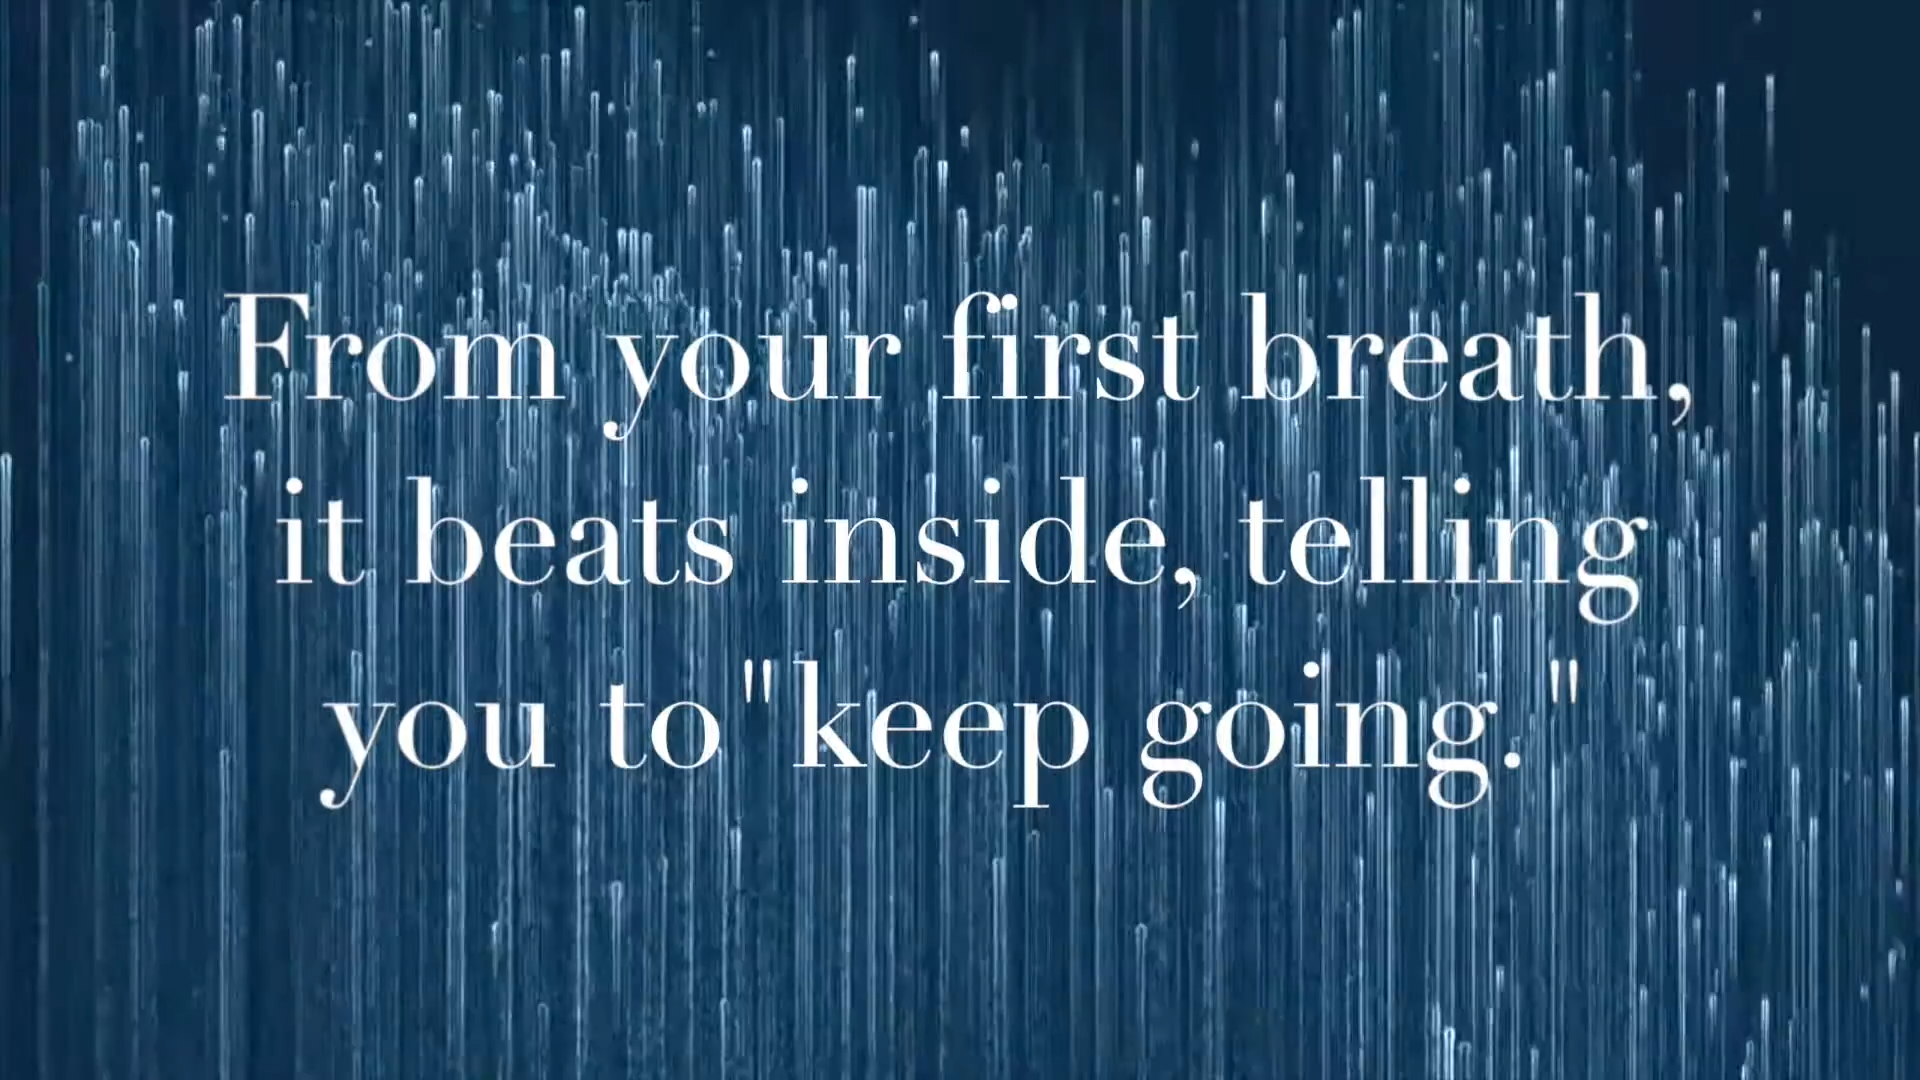 From your first breath,
it beats inside, telling
you to "keep going."